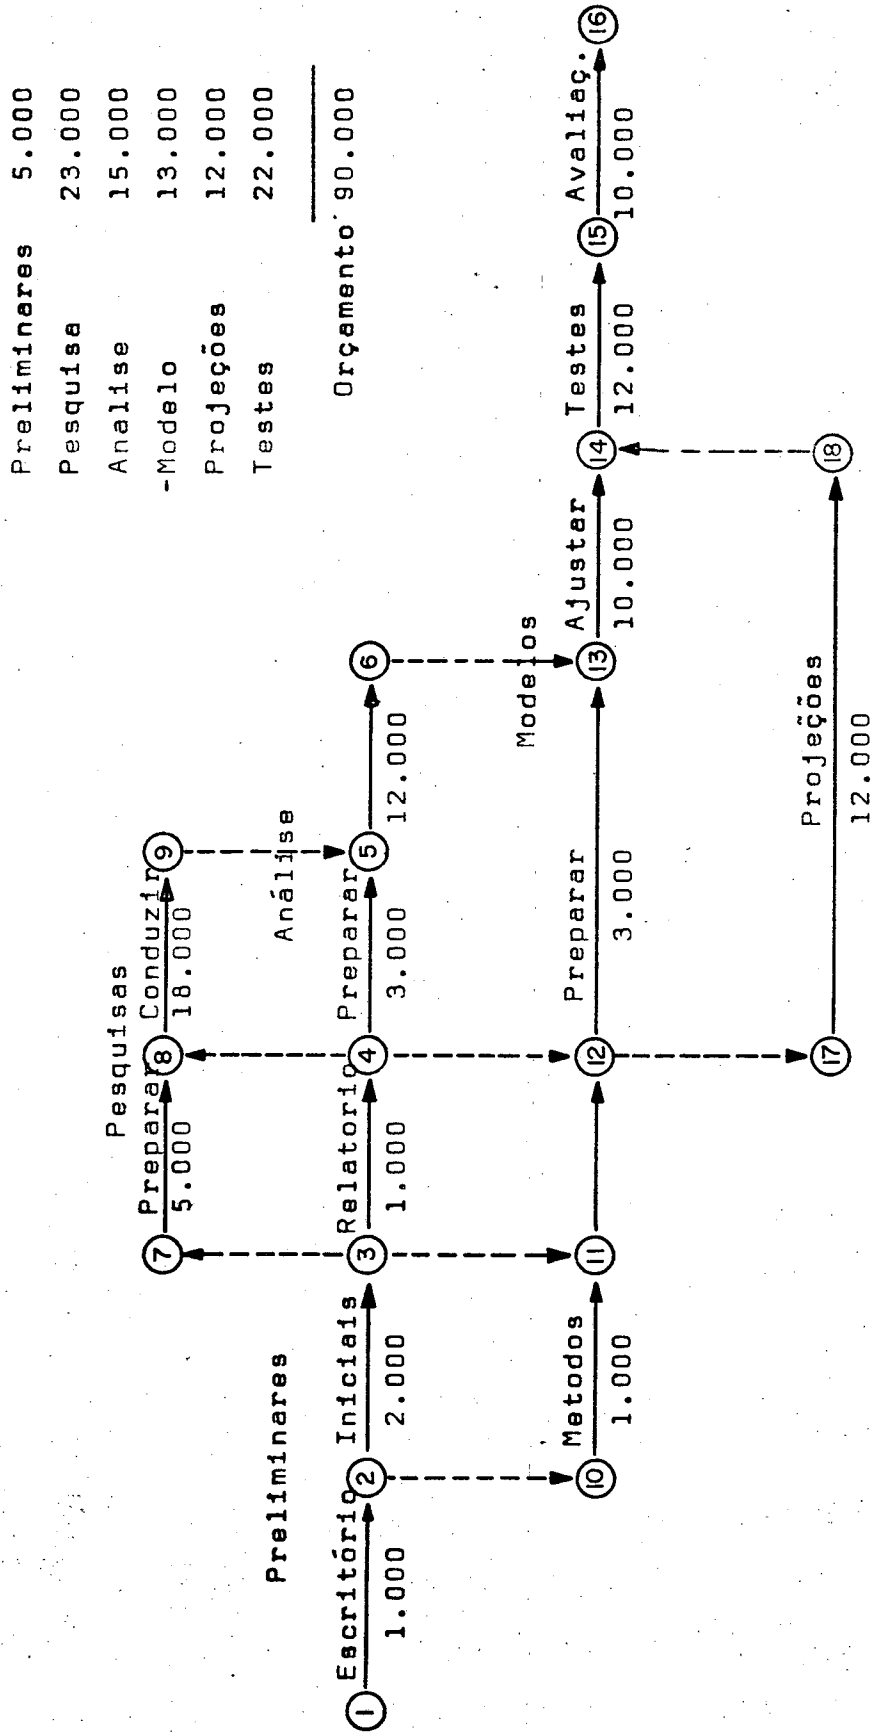 Preliminares 5.000
Pesquisa 23.000
Analise 15.000
-Modelo 13.000
Projeções 12.000
Testes 22.000
Orçamento 90.000
Pesquisas
Preparar Conduzir
7 8 9
5.000 18.000
Análise
Preliminares
Escritório Iniciais Relatorio Preparar
1 2 3 4 5 6
1.000 2.000 1.000 3.000 12.000
Modelos
Metodos Preparar Ajustar Testes Avaliaç.
10 11 12 13 14 15 16
1.000 3.000 10.000 12.000 10.000
Projeções
17 18
12.000